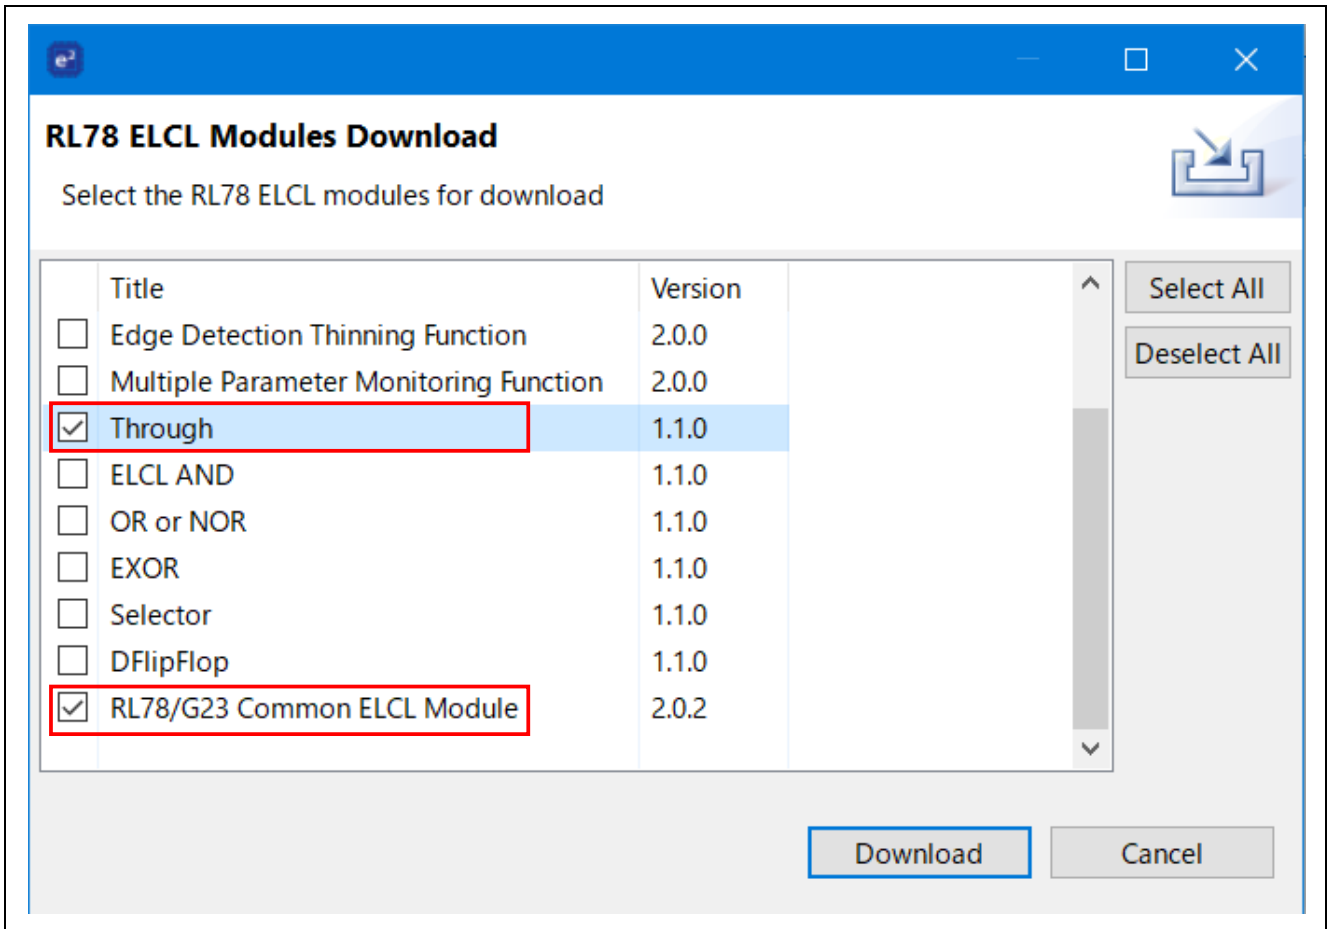 e²
RL78 ELCL Modules Download
Select the RL78 ELCL modules for download
Title Version
Edge Detection Thinning Function 2.0.0
Multiple Parameter Monitoring Function 2.0.0
Through 1.1.0
ELCL AND 1.1.0
OR or NOR 1.1.0
EXOR 1.1.0
Selector 1.1.0
DFlipFlop 1.1.0
RL78/G23 Common ELCL Module 2.0.2
Select All
Deselect All
Download Cancel